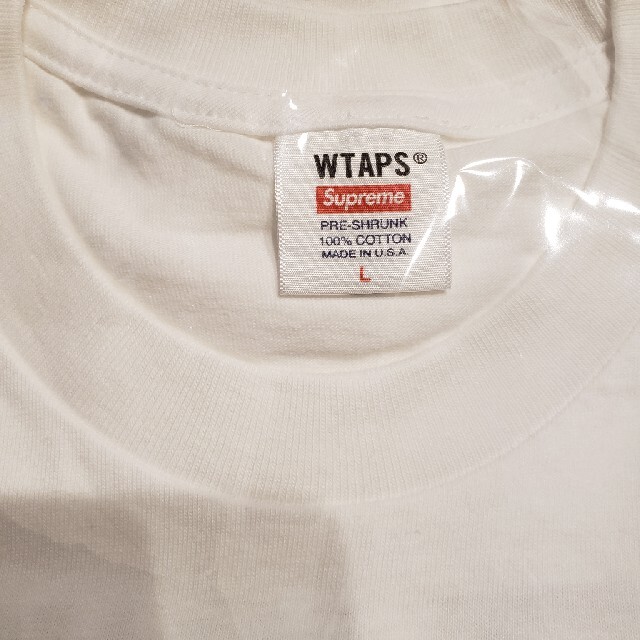 WTAPS®
Supreme
PRE-SHRUNK
100% COTTON
MADE IN U.S.A.
L